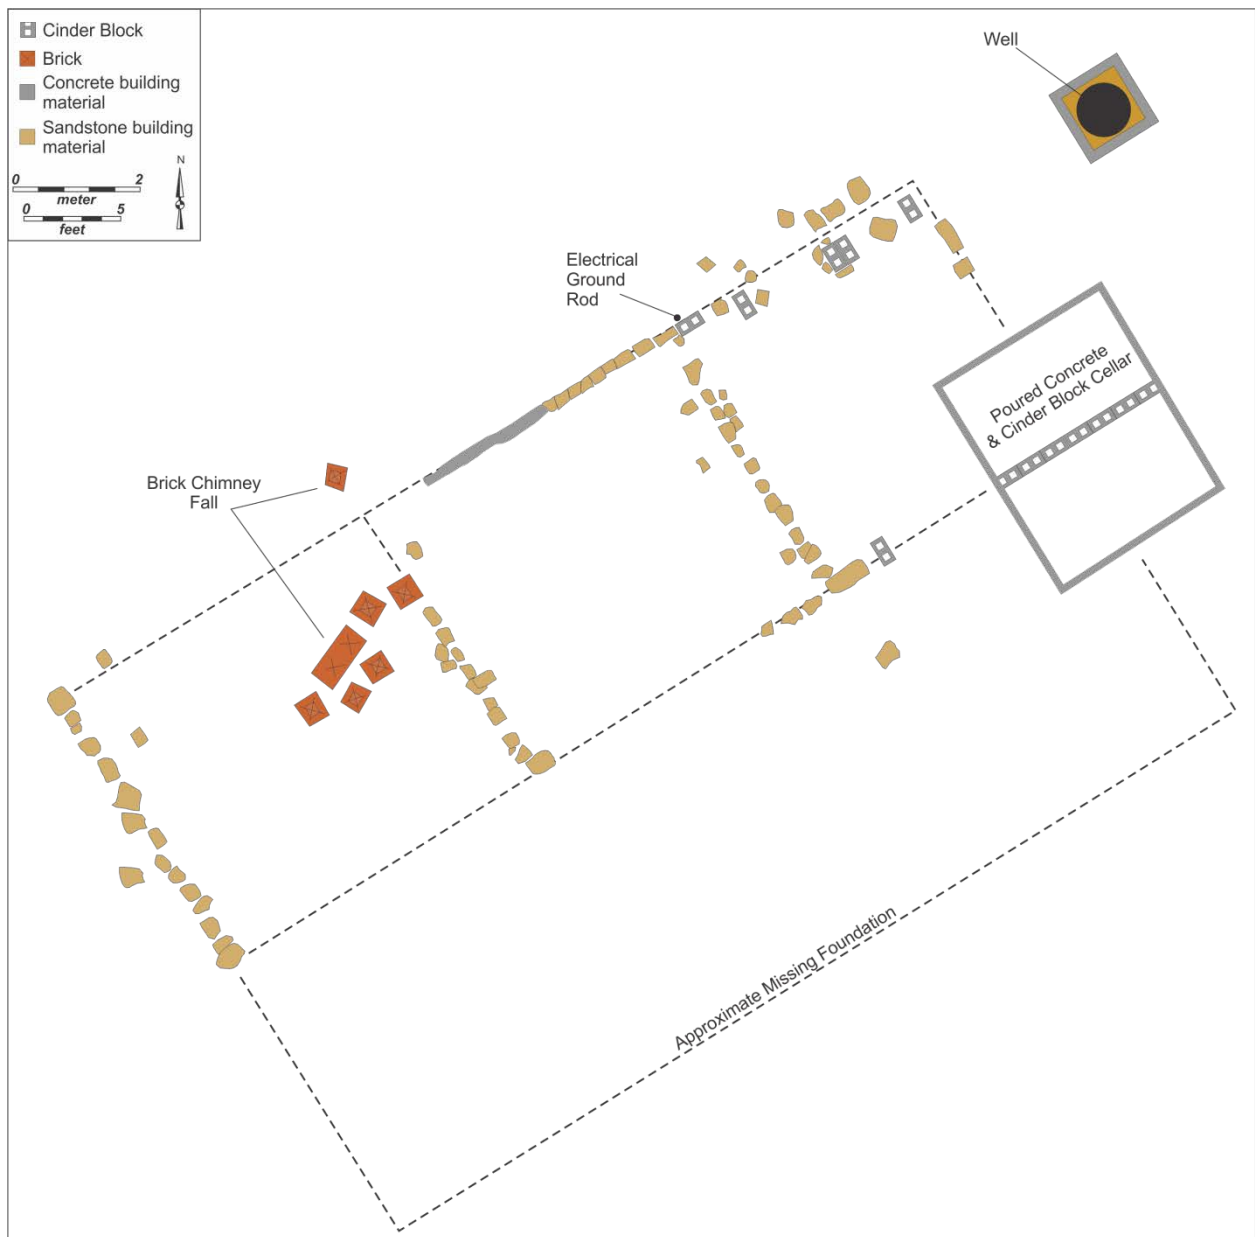 Cinder Block
Brick
Concrete building
material
Sandstone building
material
N
0 2
meter
0 5
feet
Well
Electrical
Ground
Rod
Poured Concrete
& Cinder Block Cellar
Brick Chimney
Fall
Approximate Missing Foundation